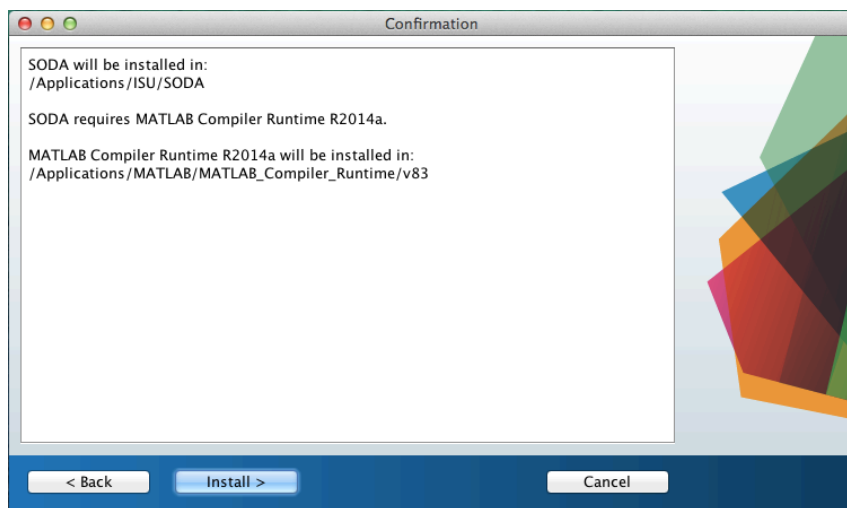 Confirmation
SODA will be installed in:
/Applications/ISU/SODA
SODA requires MATLAB Compiler Runtime R2014a.
MATLAB Compiler Runtime R2014a will be installed in:
/Applications/MATLAB/MATLAB_Compiler_Runtime/v83
< Back
Install >
Cancel